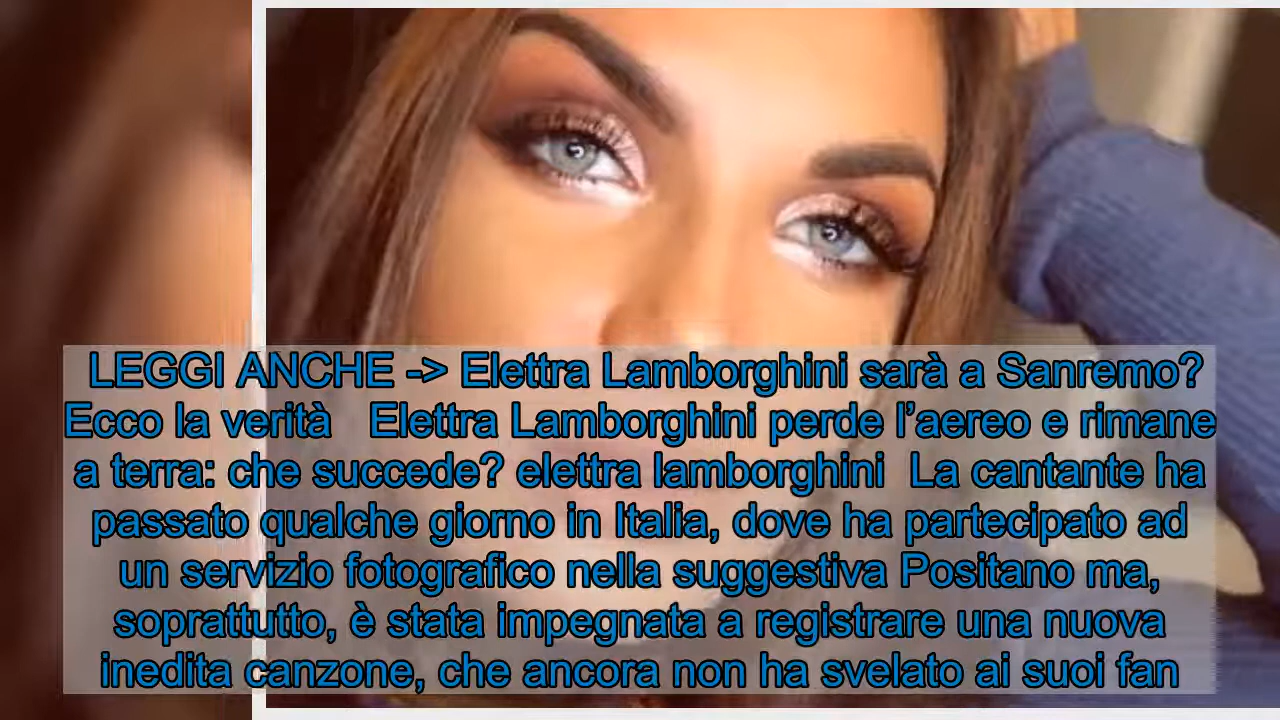 LEGGI ANCHE -> Elettra Lamborghini sarà a Sanremo?
Ecco la verità   Elettra Lamborghini perde l’aereo e rimane
a terra: che succede? elettra lamborghini  La cantante ha
passato qualche giorno in Italia, dove ha partecipato ad
un servizio fotografico nella suggestiva Positano ma,
soprattutto, è stata impegnata a registrare una nuova
inedita canzone, che ancora non ha svelato ai suoi fan